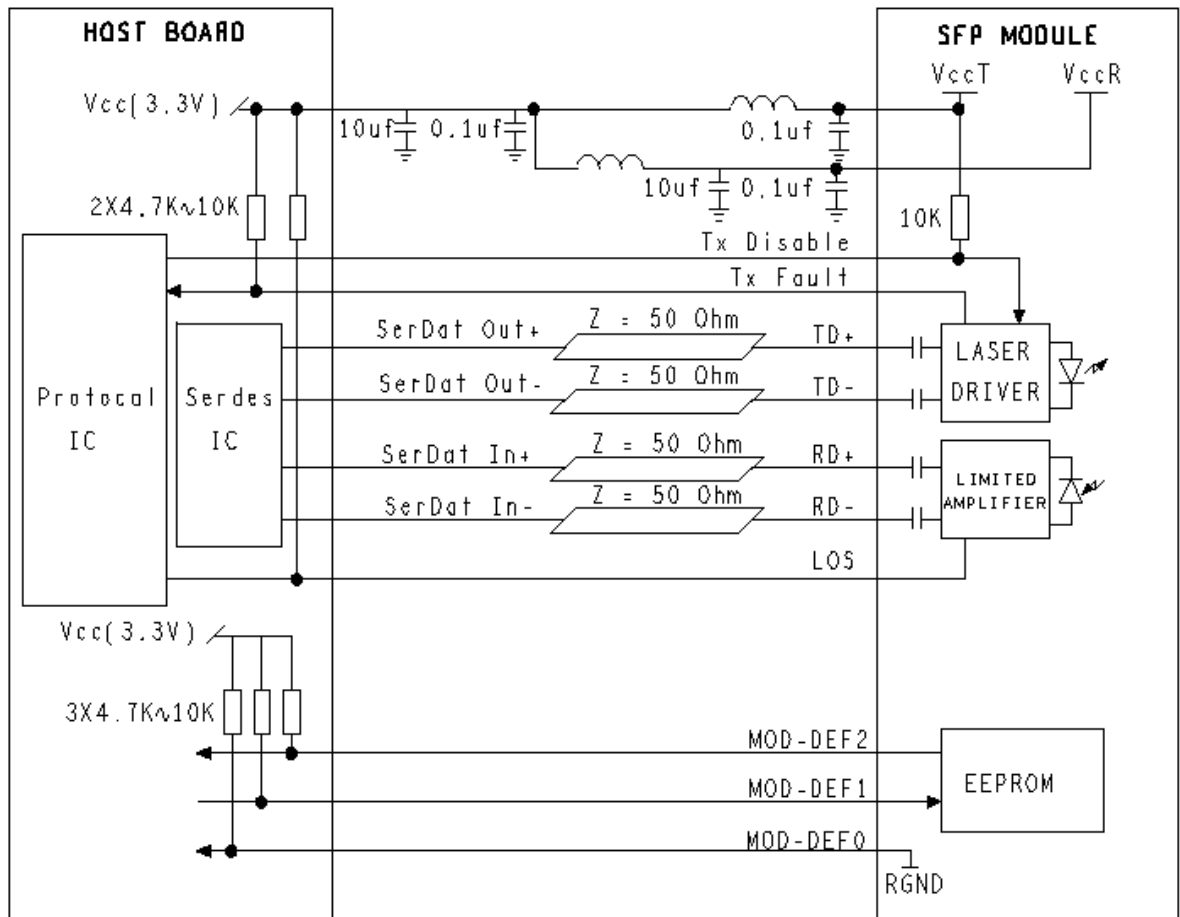 HOST BOARD
SFP MODULE
VccT
VccR
Vcc(3.3V)
10uf
0.1uf
0.1uf
10uf
0.1uf
2X4.7K∿10K
10K
Tx Disable
Tx Fault
SerDat Out+
Z = 50 Ohm
TD+
SerDat Out-
Z = 50 Ohm
TD-
LASER
DRIVER
Protocal
IC
Serdes
IC
SerDat In+
Z = 50 Ohm
RD+
SerDat In-
Z = 50 Ohm
RD-
LIMITED
AMPLIFIER
LOS
Vcc(3.3V)
3X4.7K∿10K
MOD-DEF2
MOD-DEF1
EEPROM
MOD-DEF0
RGND